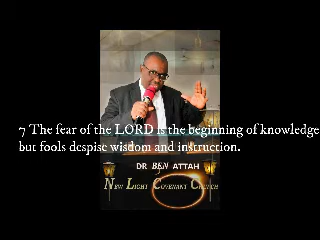 7 The fear of the LORD is the beginning of knowledge
but fools despise wisdom and instruction.
DR BEN ATTAH
New Light Covenant Church